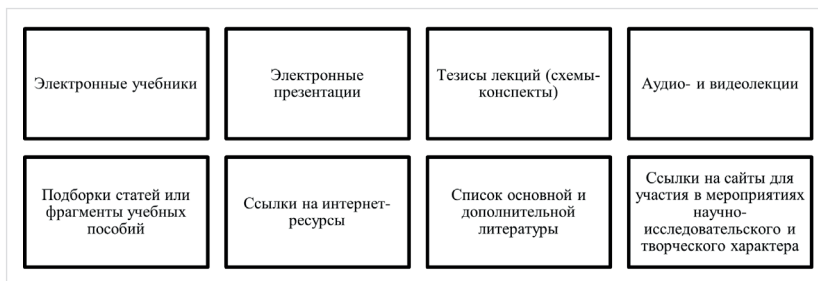 Электронные учебники
Электронные
презентации
Тезисы лекций (схемы-
конспекты)
Аудио- и видеолекции
Подборки статей или
фрагменты учебных
пособий
Ссылки на интернет-
ресурсы
Список основной и
дополнительной
литературы
Ссылки на сайты для
участия в мероприятиях
научно-
исследовательского и
творческого характера